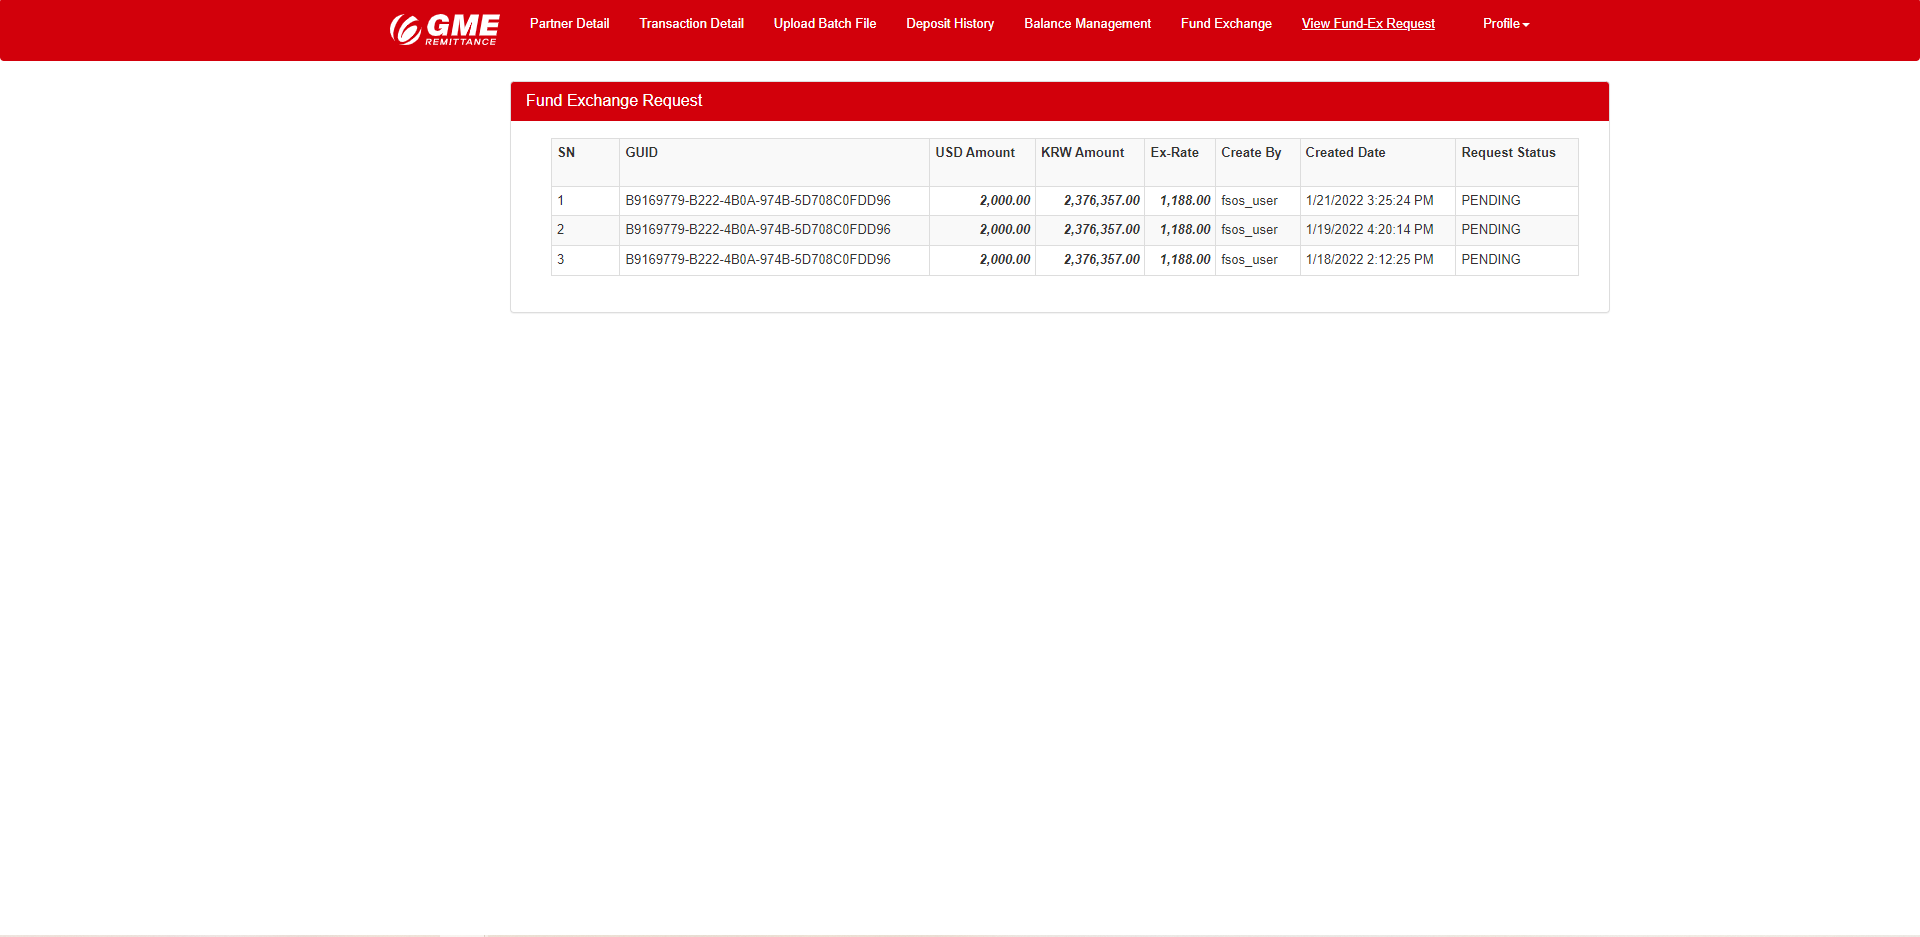 GME REMITTANCE Partner Detail Transaction Detail Upload Batch File Deposit History Balance Management Fund Exchange View Fund-Ex Request Profile
Fund Exchange Request
SN GUID USD Amount KRW Amount Ex-Rate Create By Created Date Request Status
1 B9169779-B222-4B0A-974B-5D708C0FDD96 2,000.00 2,376,357.00 1,188.00 fsos_user 1/21/2022 3:25:24 PM PENDING
2 B9169779-B222-4B0A-974B-5D708C0FDD96 2,000.00 2,376,357.00 1,188.00 fsos_user 1/19/2022 4:20:14 PM PENDING
3 B9169779-B222-4B0A-974B-5D708C0FDD96 2,000.00 2,376,357.00 1,188.00 fsos_user 1/18/2022 2:12:25 PM PENDING